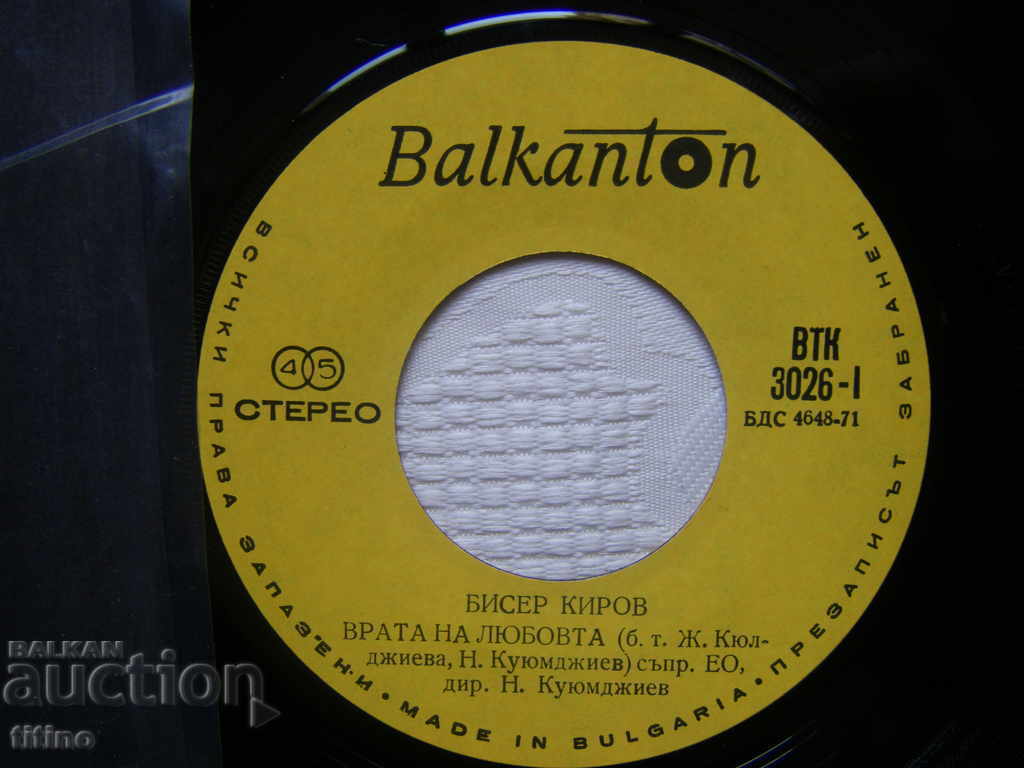 Balkanton
ВСИЧКИ ПРАВА ЗАПАЗЕНИ • MADE IN BULGARIA • ПРЕЗАПИСЪТ ЗАБРАНЕН
45
СТЕРЕО
ВТК
3026-I
БДС 4648-71
БИСЕР КИРОВ
ВРАТА НА ЛЮБОВТА (б. т. Ж. Кюл-
джиева, Н. Куюмджиев) съпр. ЕО,
дир. Н. Куюмджиев
BALKAN
auction
titino